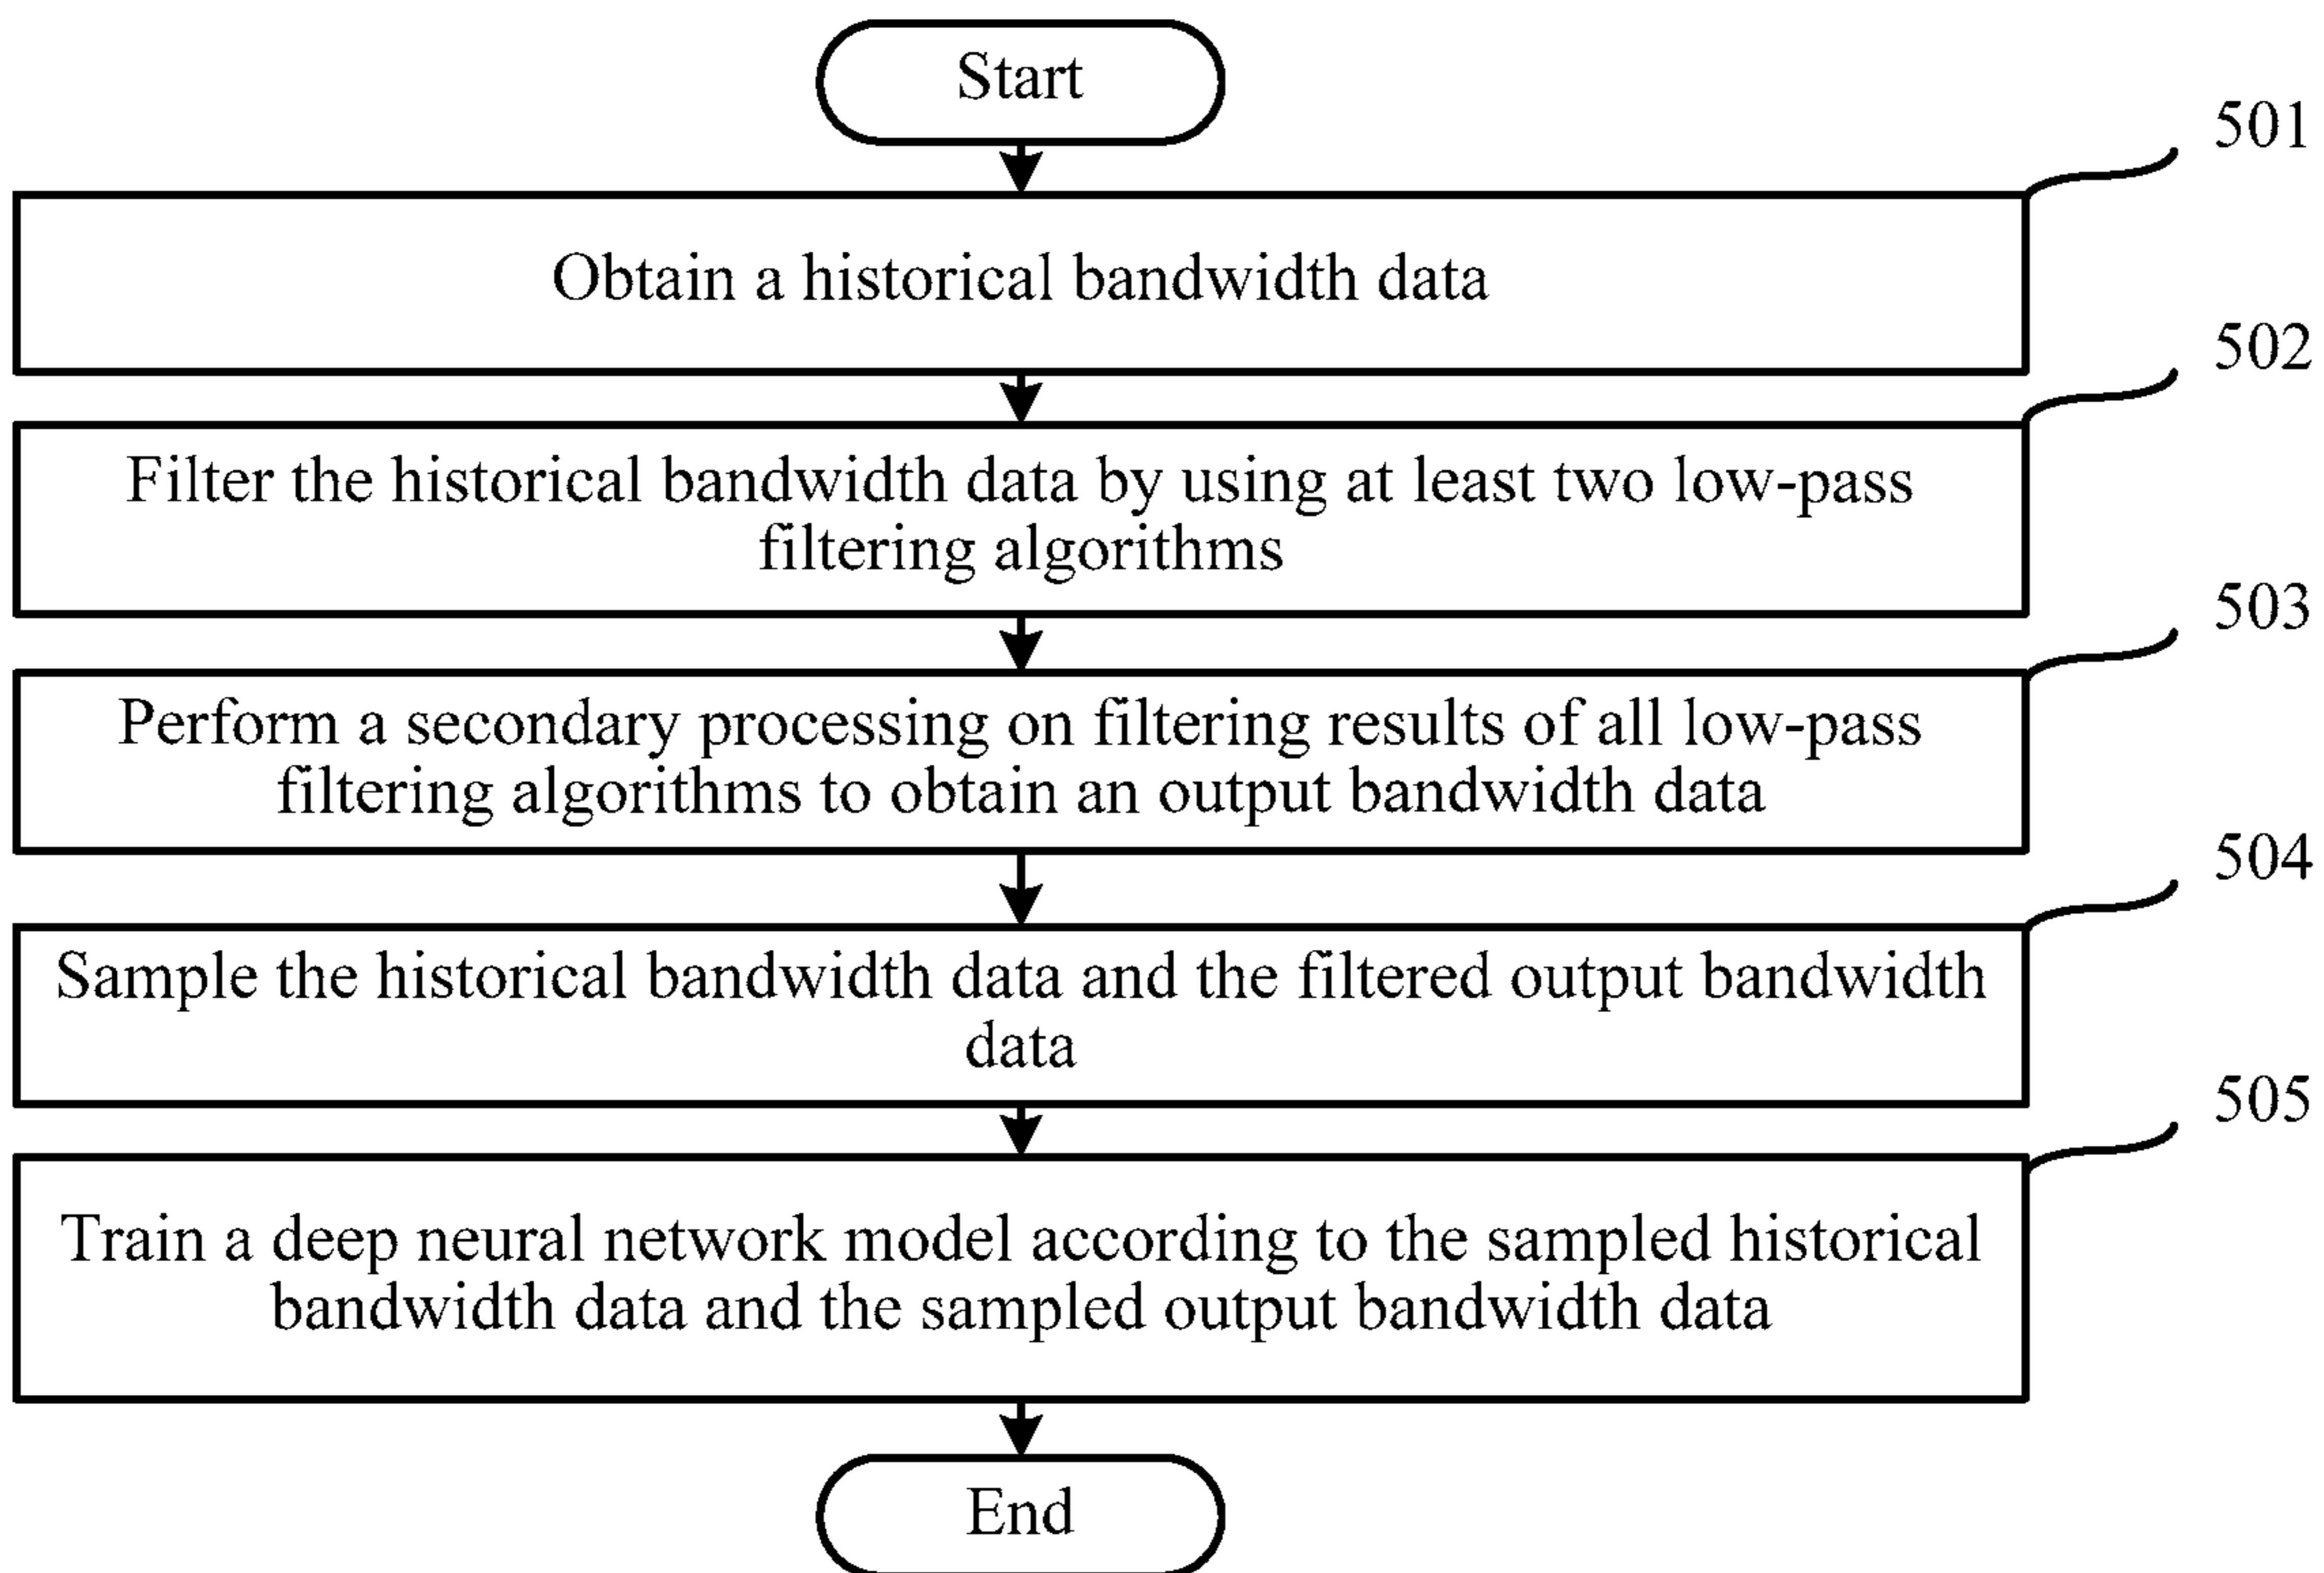 Start
501
Obtain a historical bandwidth data
502
Filter the historical bandwidth data by using at least two low-pass
filtering algorithms
503
Perform a secondary processing on filtering results of all low-pass
filtering algorithms to obtain an output bandwidth data
504
Sample the historical bandwidth data and the filtered output bandwidth
data
505
Train a deep neural network model according to the sampled historical
bandwidth data and the sampled output bandwidth data
End